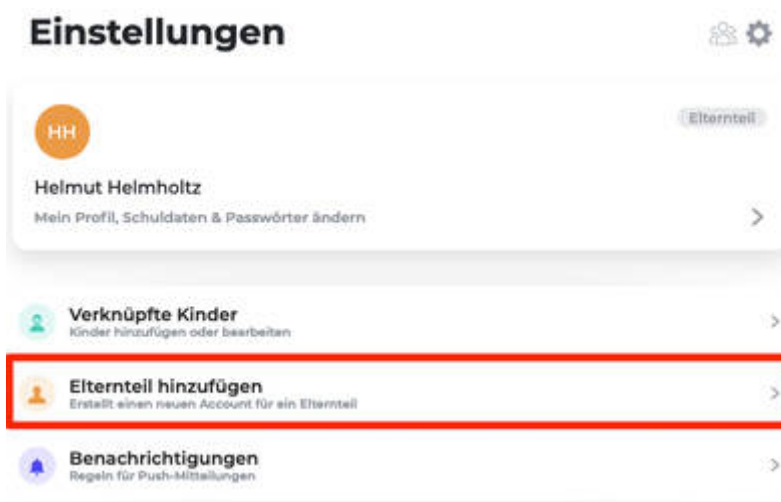 Einstellungen
HH
Elternteil
Helmut Helmholtz
Mein Profil, Schuldaten & Passwörter ändern
Verknüpfte Kinder
Kinder hinzufügen oder bearbeiten
Elternteil hinzufügen
Erstellt einen neuen Account für ein Elternteil
Benachrichtigungen
Regeln für Push-Mitteilungen